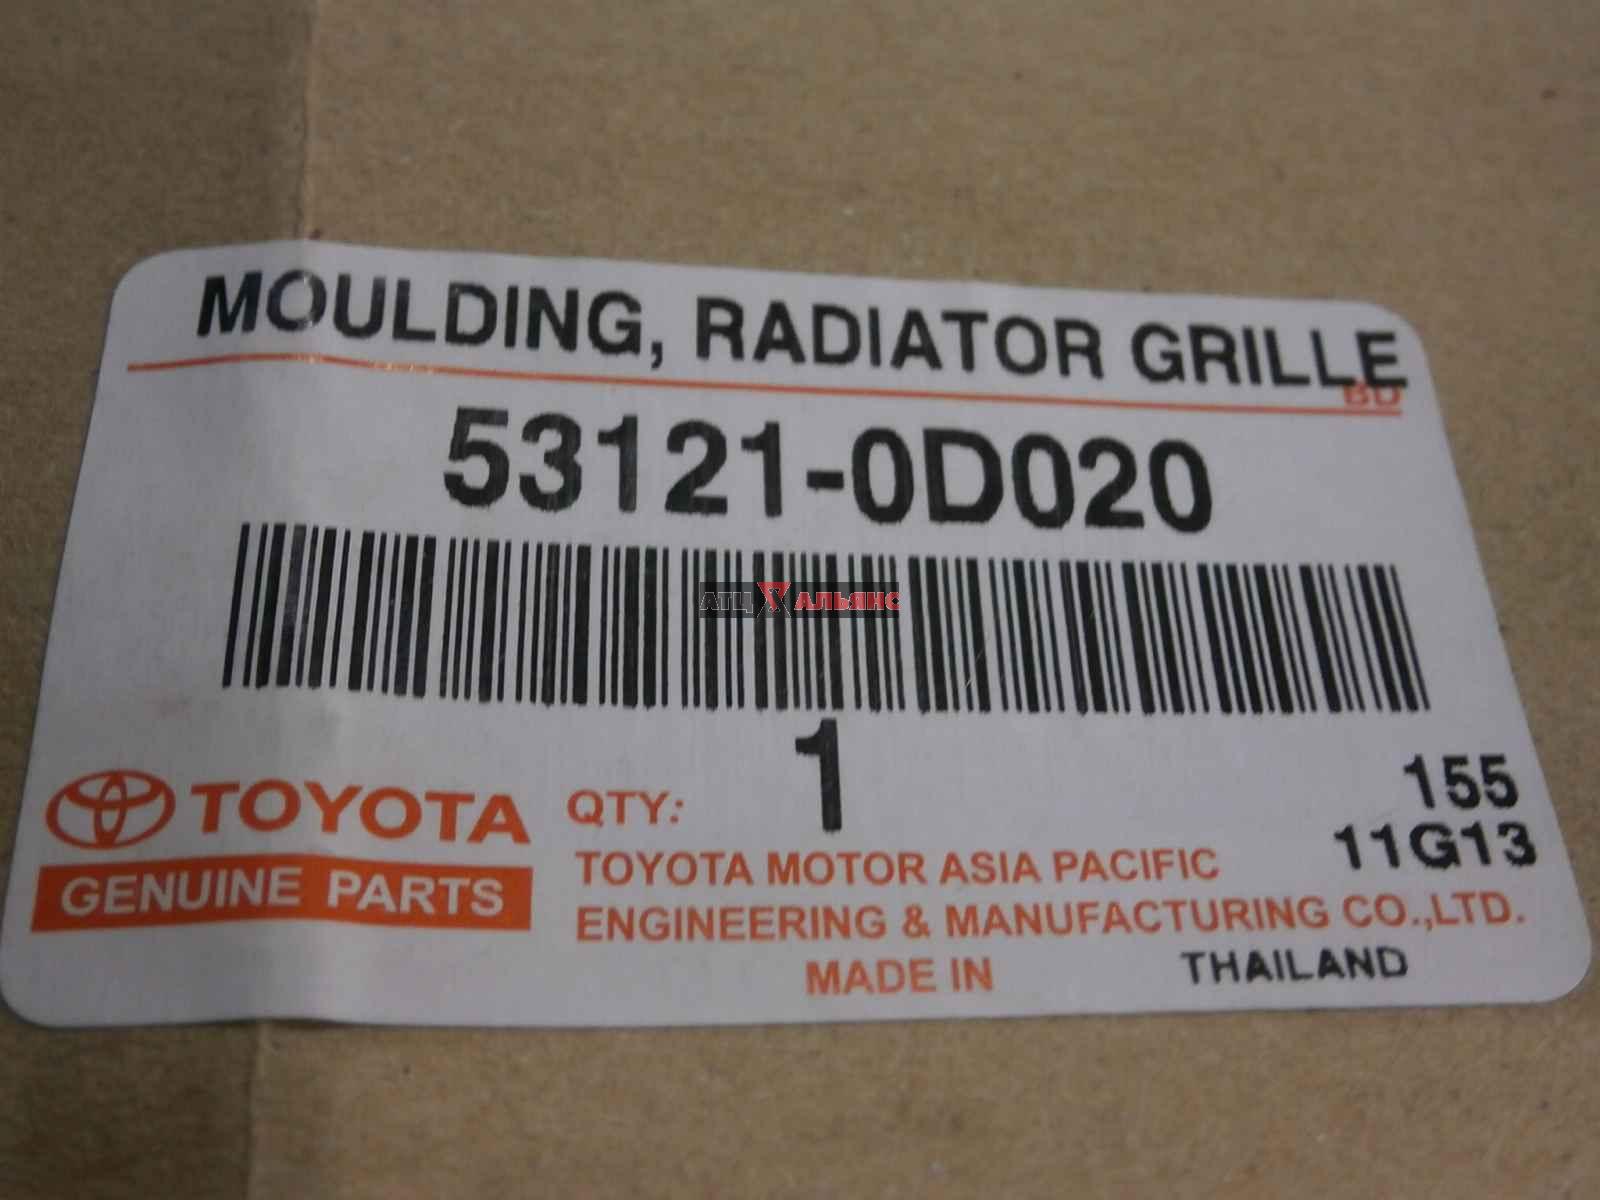 MOULDING, RADIATOR GRILLE
BD
53121-0D020
АТЦ АЛЬЯНС
1
155
TOYOTA QTY:
11G13
GENUINE PARTS
TOYOTA MOTOR ASIA PACIFIC
ENGINEERING & MANUFACTURING CO.,LTD.
MADE IN THAILAND